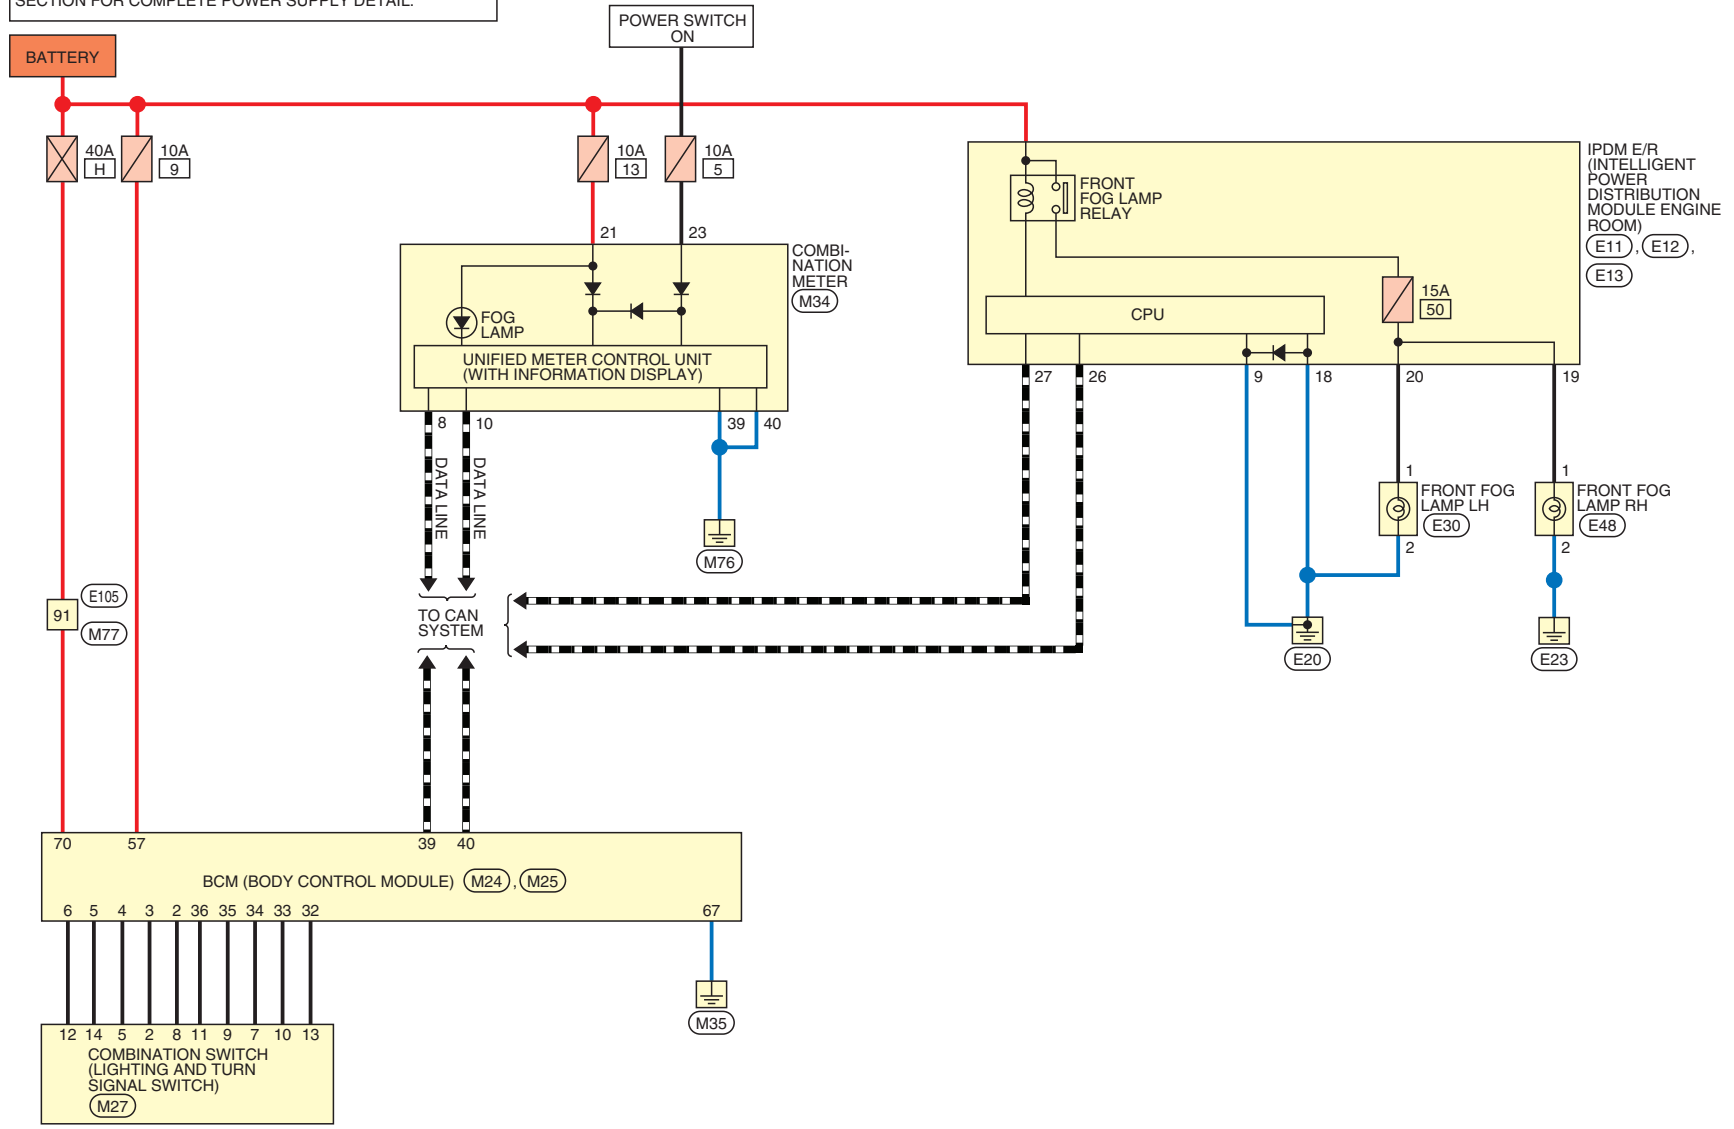 SECTION FOR COMPLETE POWER SUPPLY DETAIL.
BATTERY
POWER SWITCH
ON
40A
H
10A
9
10A
13
10A
5
21
23
COMBI-
NATION
METER
M34
FOG
LAMP
UNIFIED METER CONTROL UNIT
(WITH INFORMATION DISPLAY)
8
10
39
40
DATA LINE
DATA LINE
M76
IPDM E/R
(INTELLIGENT
POWER
DISTRIBUTION
MODULE ENGINE
ROOM)
E11 , E12 ,
E13
FRONT
FOG LAMP
RELAY
15A
50
CPU
27
26
9
18
20
19
1
FRONT FOG
LAMP LH
E30
2
1
FRONT FOG
LAMP RH
E48
2
E20
E23
91
E105
M77
TO CAN
SYSTEM
70
57
39
40
BCM (BODY CONTROL MODULE) M24 , M25
6 5 4 3 2 36 35 34 33 32
67
M35
12 14 5 2 8 11 9 7 10 13
COMBINATION SWITCH
(LIGHTING AND TURN
SIGNAL SWITCH)
M27